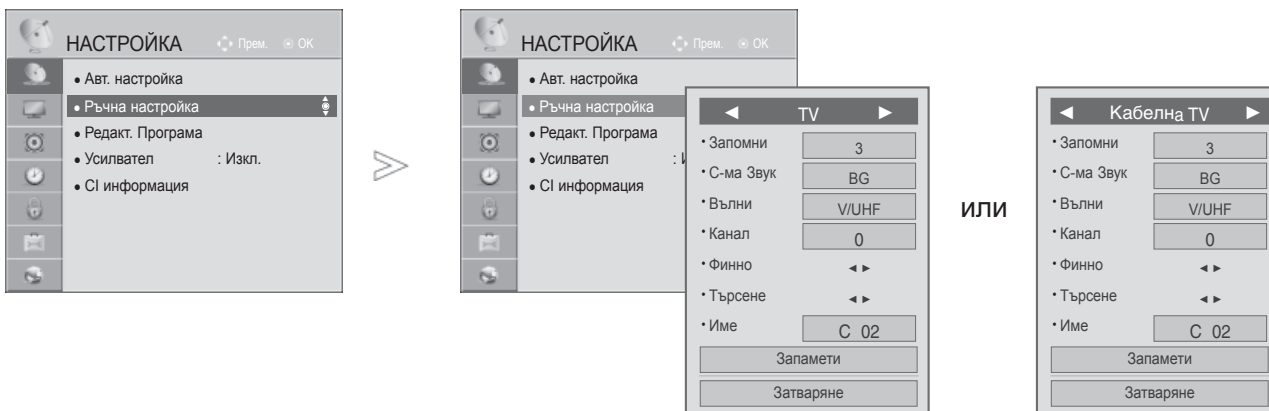 НАСТРОЙКА Прем. OK
• Авт. настройка
• Ръчна настройка
• Редакт. Програма
• Усилвател : Изкл.
• CI информация
НАСТРОЙКА Прем. OK
• Авт. настройка
• Ръчна настройка
• Редакт. Програма
• Усилвател :
• CI информация
◄ TV ►
• Запомни 3
• С-ма Звук BG
• Вълни V/UHF
• Канал 0
• Финно ◄ ►
• Търсене ◄ ►
• Име C 02
Запамети
Затваряне
или
◄ Кабелна TV ►
• Запомни 3
• С-ма Звук BG
• Вълни V/UHF
• Канал 0
• Финно ◄ ►
• Търсене ◄ ►
• Име C 02
Запамети
Затваряне